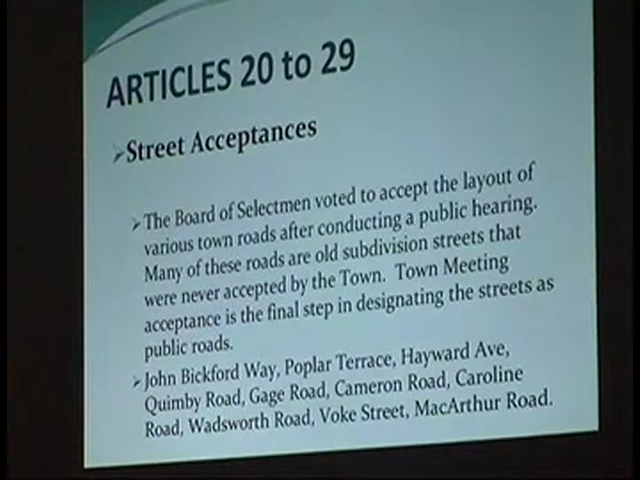 ARTICLES 20 to 29
➢Street Acceptances
➢The Board of Selectmen voted to accept the layout of
various town roads after conducting a public hearing.
Many of these roads are old subdivision streets that
were never accepted by the Town. Town Meeting
acceptance is the final step in designating the streets as
public roads.
➢John Bickford Way, Poplar Terrace, Hayward Ave,
Quimby Road, Gage Road, Cameron Road, Caroline
Road, Wadsworth Road, Voke Street, MacArthur Road.